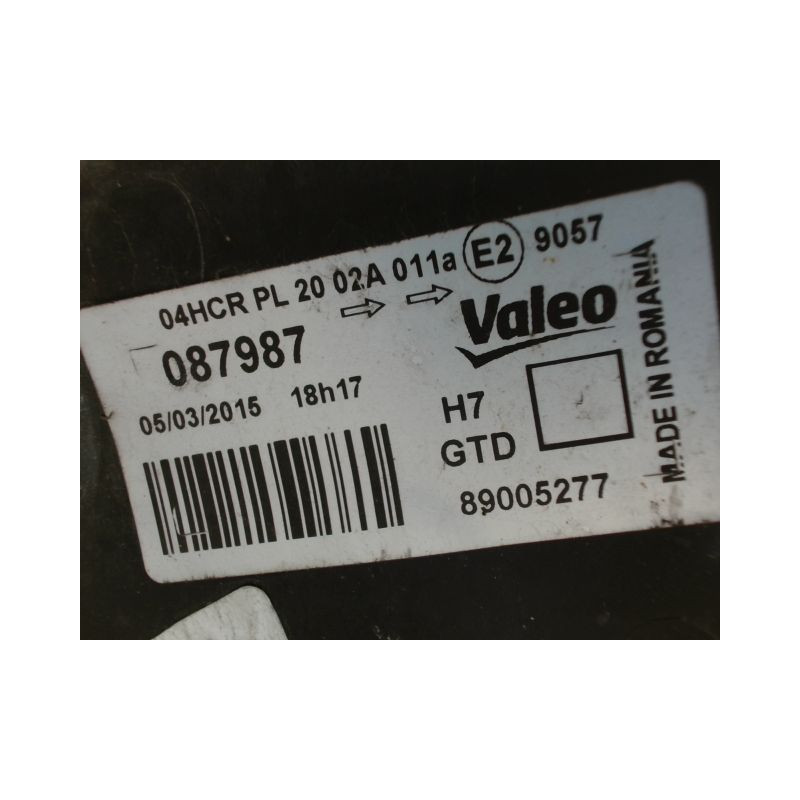 04HCR PL 20 02A 011a E2 9057
087987
Valeo
05/03/2015 18h17
H7
GTD
89005277
MADE IN ROMANIA